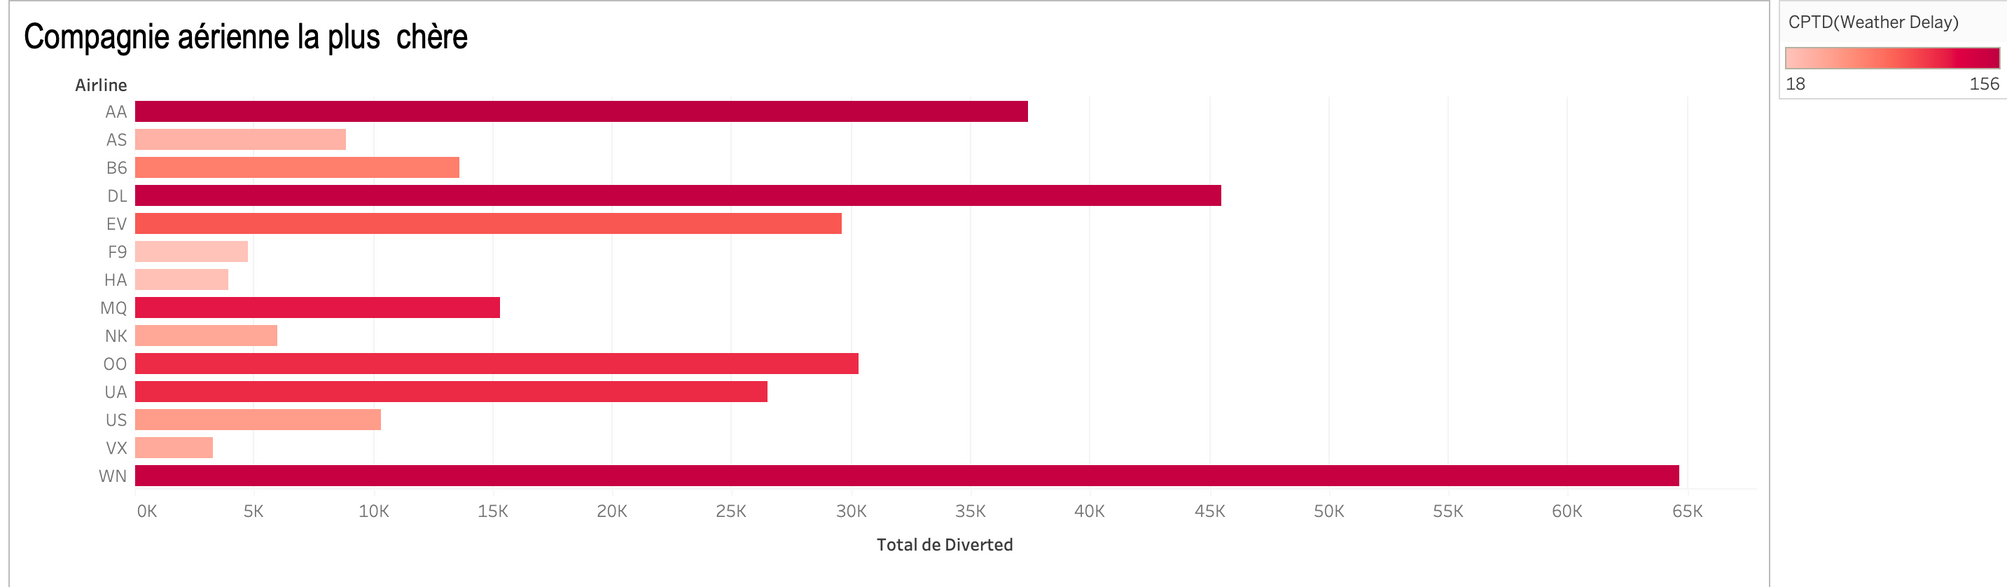 Compagnie aérienne la plus  chère
CPTD(Weather Delay)
18 156
Airline
AA
AS
B6
DL
EV
F9
HA
MQ
NK
OO
UA
US
VX
WN
0K 5K 10K 15K 20K 25K 30K 35K 40K 45K 50K 55K 60K 65K
Total de Diverted